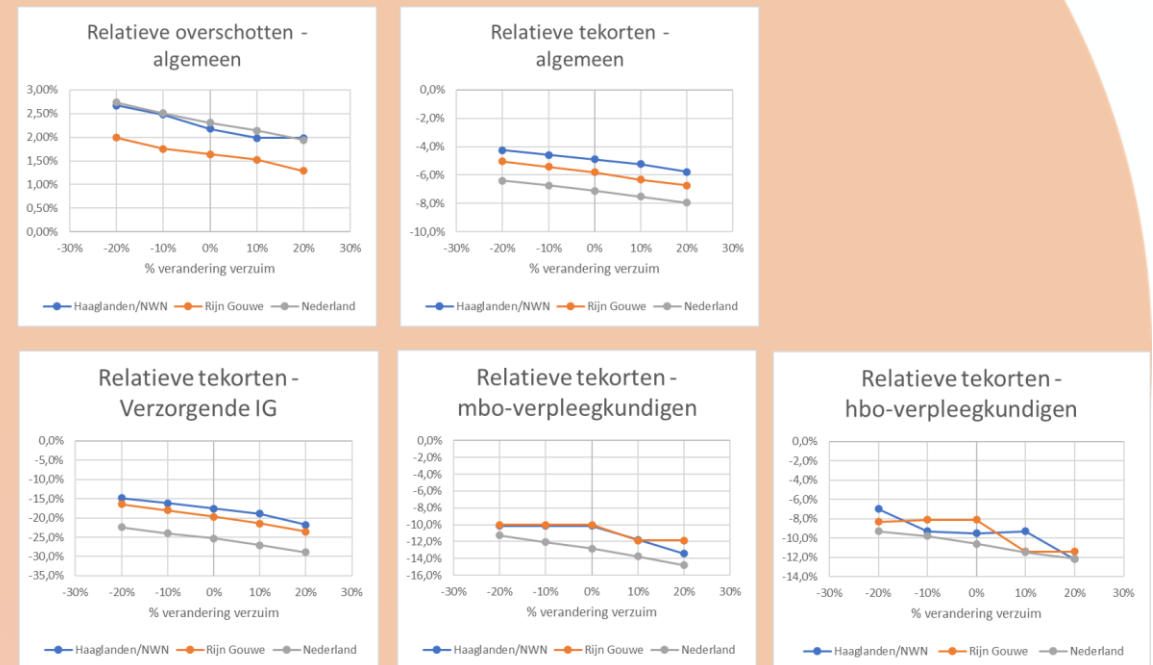 Relatieve overschotten -
algemeen
3,00%
2,50%
2,00%
1,50%
1,00%
0,50%
0,00%
-30% -20% -10% 0% 10% 20% 30%
% verandering verzuim
Haaglanden/NWN Rijn Gouwe Nederland
Relatieve tekorten -
algemeen
0,0%
-2,0%
-4,0%
-6,0%
-8,0%
-10,0%
-30% -20% -10% 0% 10% 20% 30%
% verandering verzuim
Haaglanden/NWN Rijn Gouwe Nederland
Relatieve tekorten -
Verzorgende IG
0,0%
-5,0%
-10,0%
-15,0%
-20,0%
-25,0%
-30,0%
-35,0%
-30% -20% -10% 0% 10% 20% 30%
% verandering verzuim
Haaglanden/NWN Rijn Gouwe Nederland
Relatieve tekorten -
mbo-verpleegkundigen
0,0%
-2,0%
-4,0%
-6,0%
-8,0%
-10,0%
-12,0%
-14,0%
-16,0%
-30% -20% -10% 0% 10% 20% 30%
% verandering verzuim
Haaglanden/NWN Rijn Gouwe Nederland
Relatieve tekorten -
hbo-verpleegkundigen
0,0%
-2,0%
-4,0%
-6,0%
-8,0%
-10,0%
-12,0%
-14,0%
-30% -20% -10% 0% 10% 20% 30%
% verandering verzuim
Haaglanden/NWN Rijn Gouwe Nederland